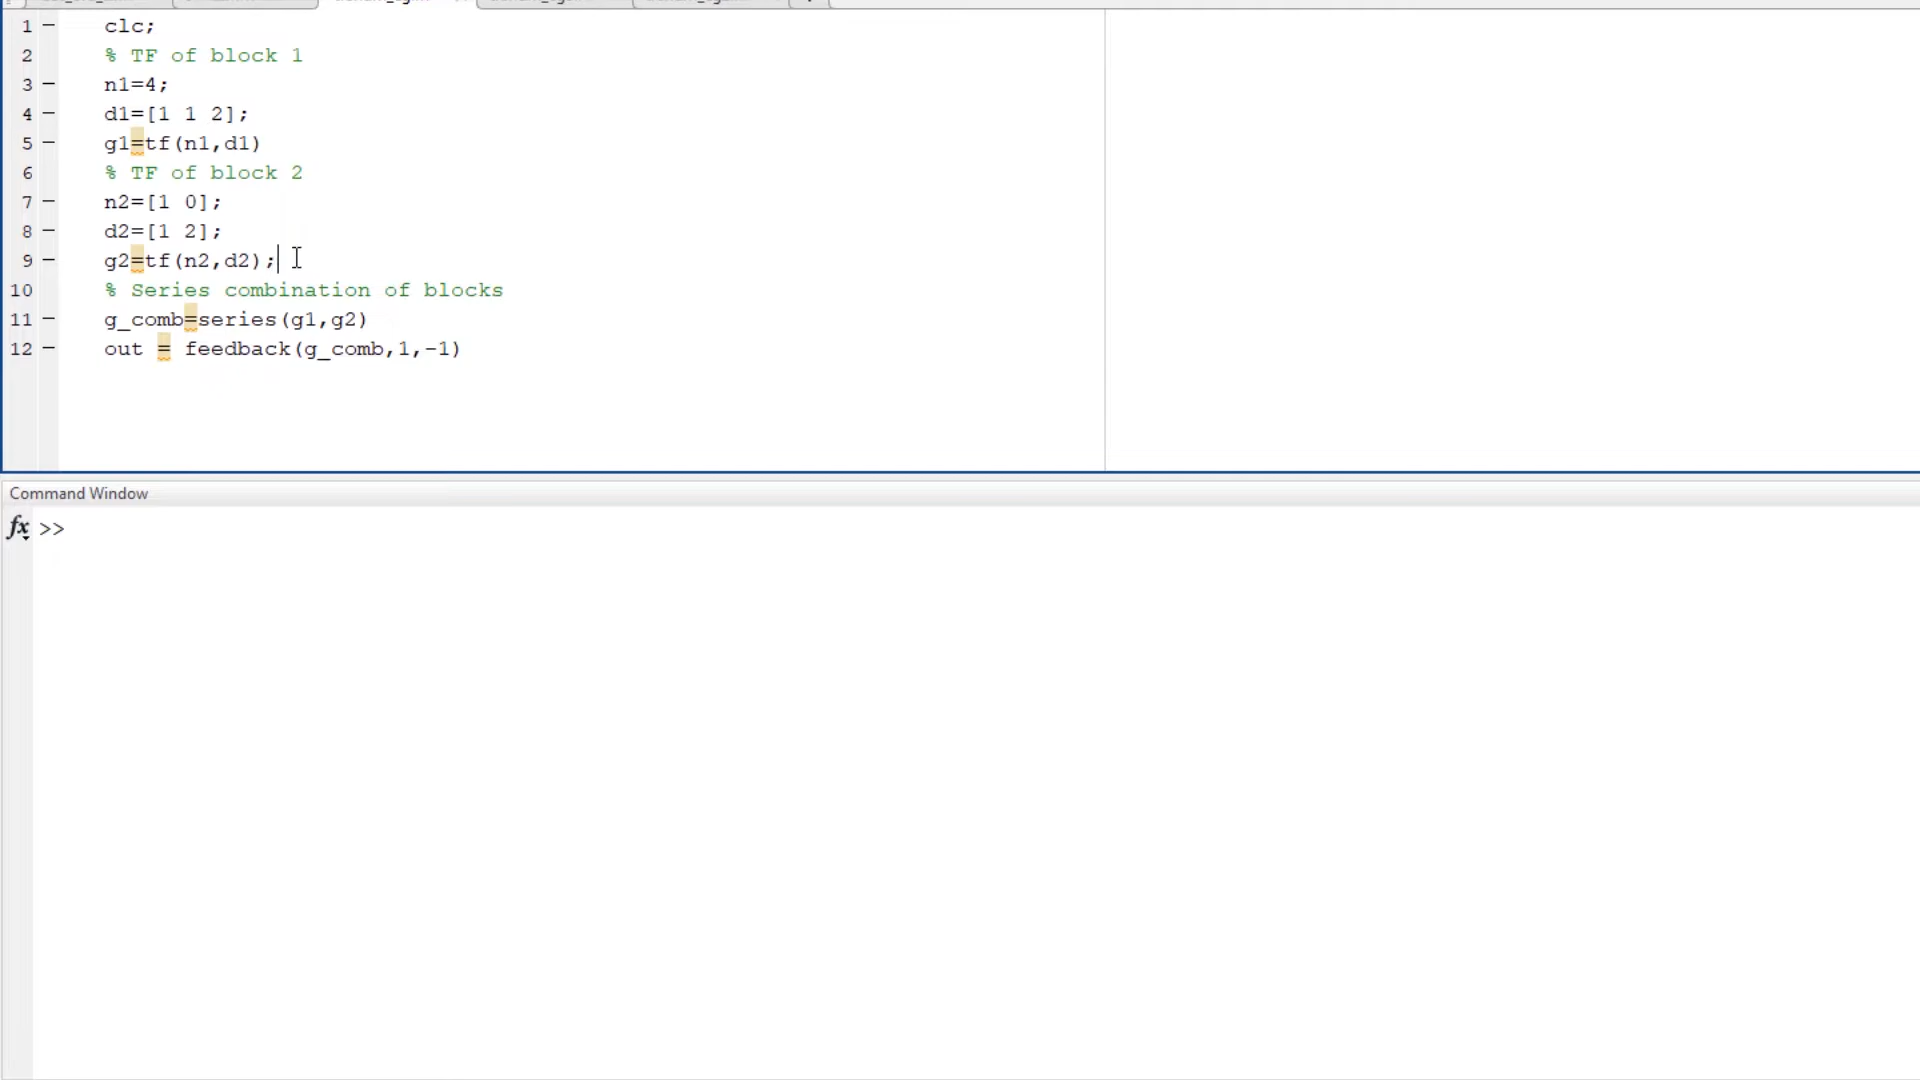 1 – clc;
2 % TF of block 1
3 – n1=4;
4 – d1=[1 1 2];
5 – g1=tf(n1,d1)
6 % TF of block 2
7 – n2=[1 0];
8 – d2=[1 2];
9 – g2=tf(n2,d2);
10 % Series combination of blocks
11 – g_comb=series(g1,g2)
12 – out = feedback(g_comb,1,-1)
Command Window
fx >>